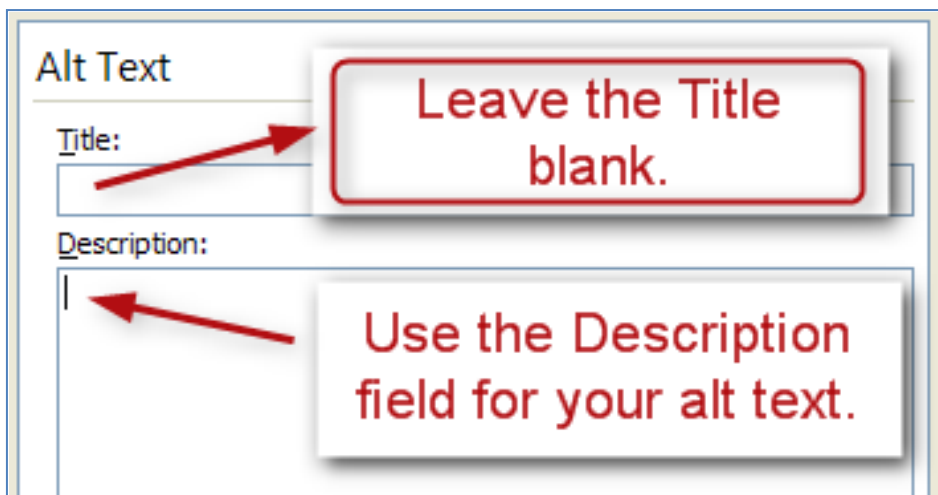 Alt Text
Leave the Title
blank.
Title:
Description:
Use the Description
field for your alt text.